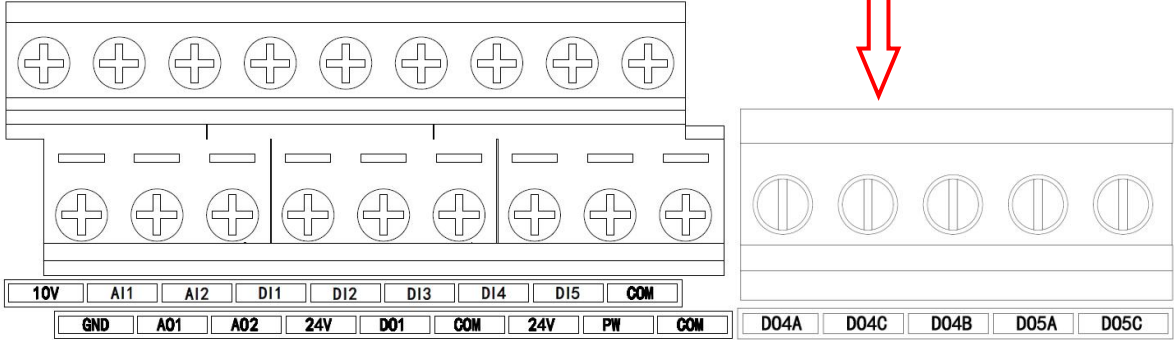 10V AI1 AI2 DI1 DI2 DI3 DI4 DI5 COM
GND AO1 AO2 24V DO1 COM 24V PW COM
DO4A DO4C DO4B DO5A DO5C